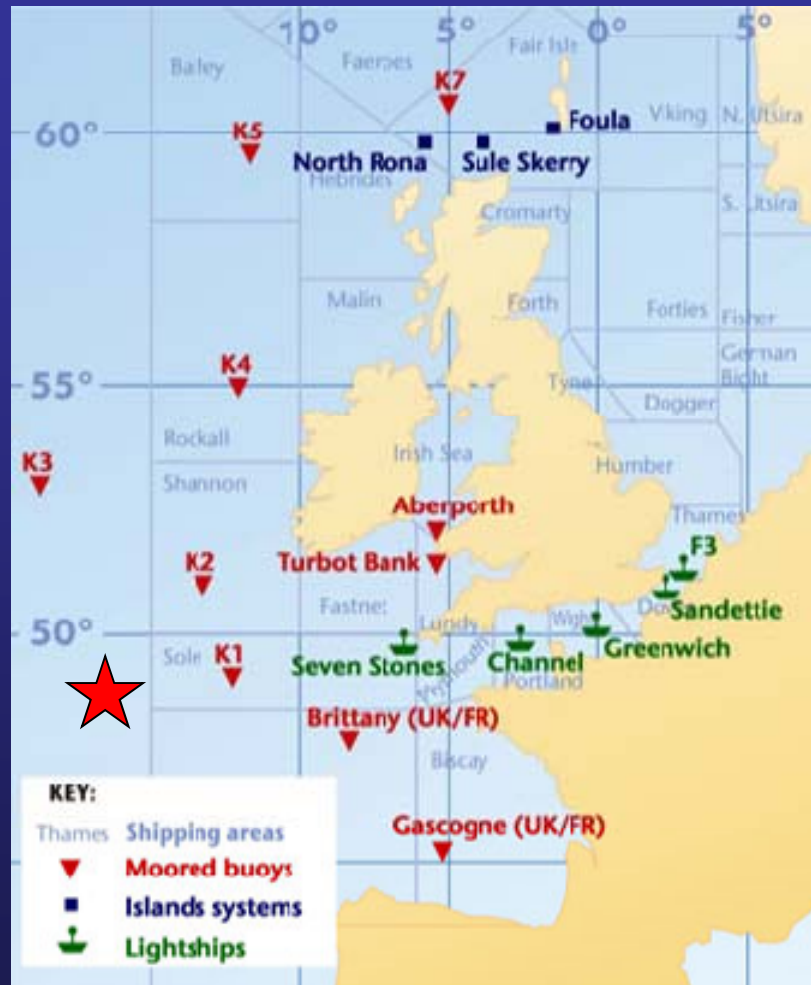 10° 5° 0° 5°
Fair Isle
Faeroes
Bailey
K7
Foula
Viking N. Utsira
60°
K5
North Rona Sule Skerry
Hebrides
S. Utsira
Cromarty
Malin
Forth
Forties Fisher
German
Bight
K4
55°
Tyne
Dogger
Rockall
Irish Sea
K3
Humber
Shannon
Aberporth
Thames
F3
K2
Turbot Bank
Fastnet
Lundy
Wight
Sandettie
50°
Greenwich
Sole K1
Seven Stones
Plymouth
Channel
Portland
Brittany (UK/FR)
Biscay
Gascogne (UK/FR)
KEY:
Thames Shipping areas
Moored buoys
Islands systems
Lightships